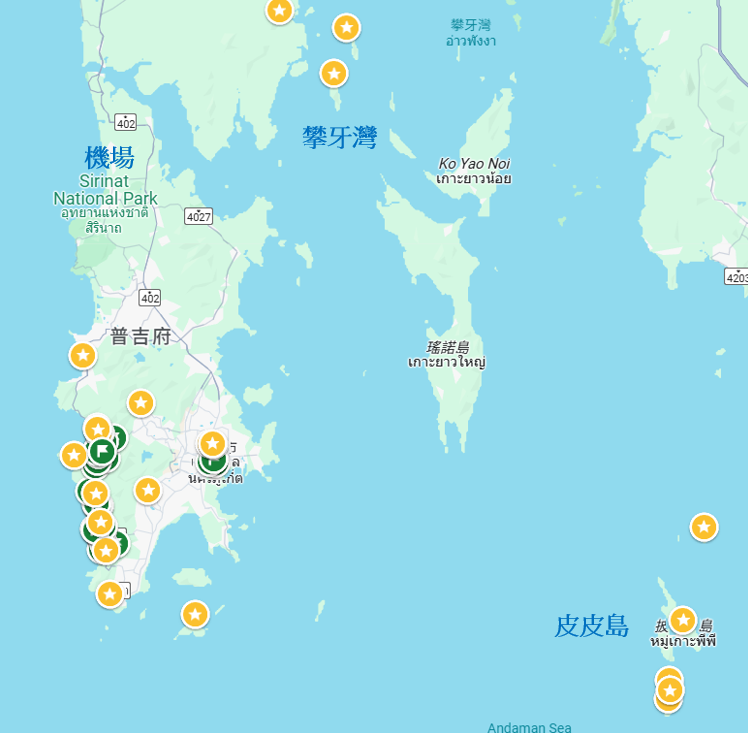 攀牙灣
อ่าวพังงา
402
攀牙灣
機場
Ko Yao Noi
เกาะยาวน้อย
Sirinat
National Park
อุทยานแห่งชาติ
สิรินาถ
4027
4203
402
普吉府
瑤諾島
เกาะยาวใหญ่
นครภูเก็ต
皮皮島
島
หมู่เกาะพีพี
Andaman Sea